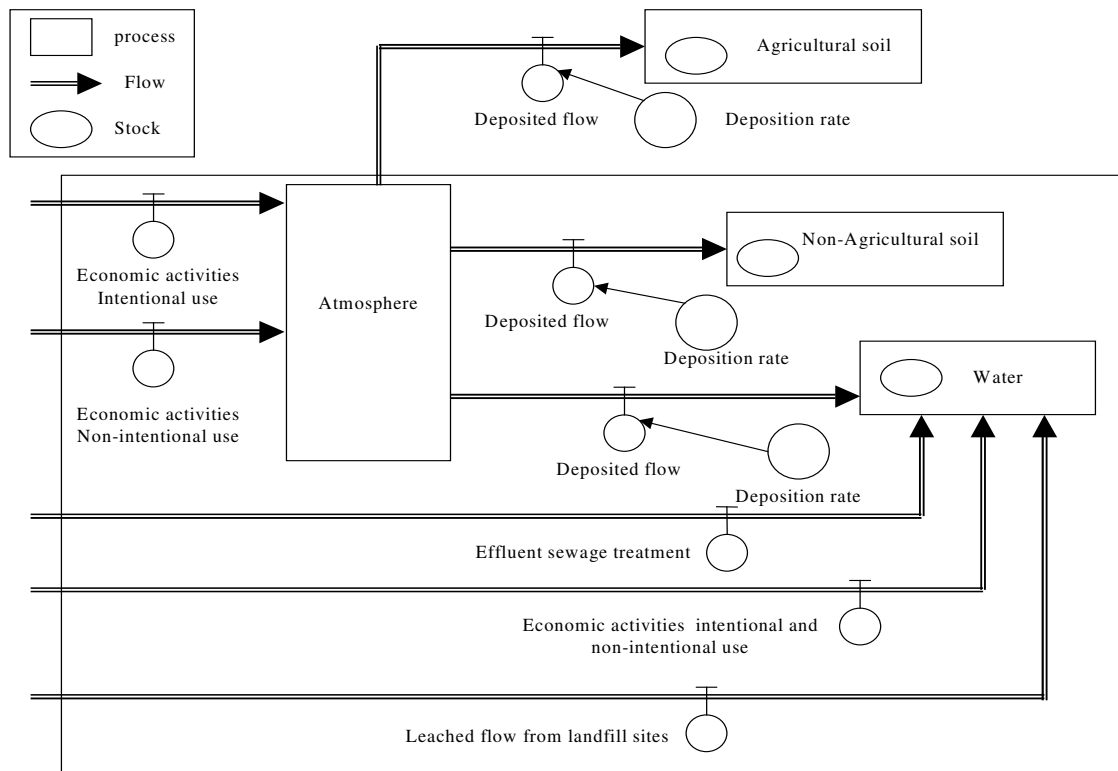 process
Flow
Stock
Agricultural soil
Deposited flow
Deposition rate
Economic activities
Intentional use
Atmosphere
Non-Agricultural soil
Deposited flow
Deposition rate
Economic activities
Non-intentional use
Water
Deposited flow
Deposition rate
Effluent sewage treatment
Economic activities intentional and
non-intentional use
Leached flow from landfill sites